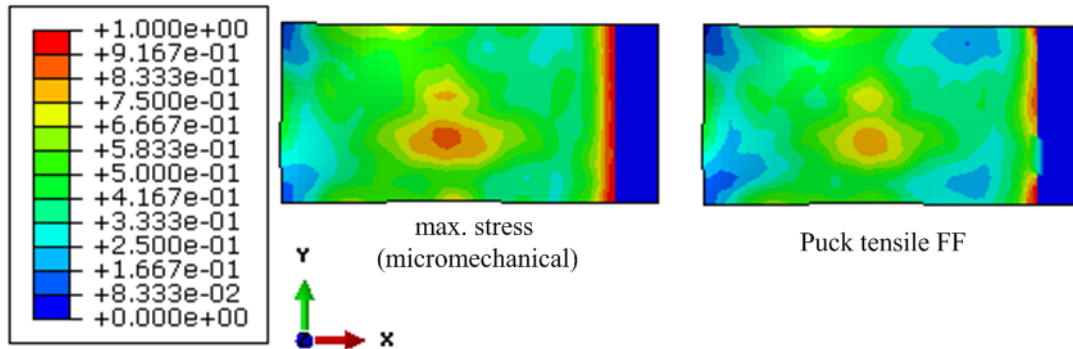 +1.000e+00
+9.167e-01
+8.333e-01
+7.500e-01
+6.667e-01
+5.833e-01
+5.000e-01
+4.167e-01
+3.333e-01
+2.500e-01
+1.667e-01
+8.333e-02
+0.000e+00
max. stress
(micromechanical)
Puck tensile FF
Y
Z
X